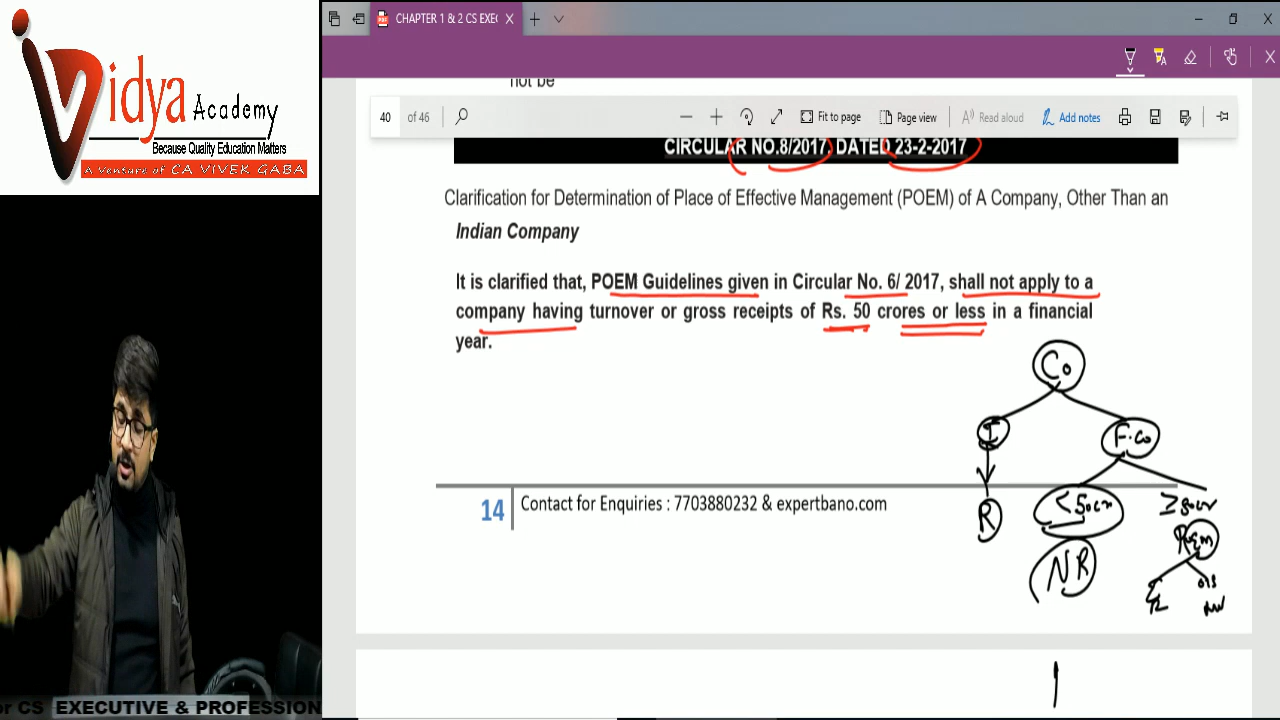 CHAPTER 1 & 2 CS EXEC
Vidya Academy
Because Quality Education Matters
A Venture of CA VIVEK GABA
not be
40 of 46
Fit to page
Page view
Read aloud
Add notes
CIRCULAR NO.8/2017, DATED 23-2-2017
Clarification for Determination of Place of Effective Management (POEM) of A Company, Other Than an
Indian Company
It is clarified that, POEM Guidelines given in Circular No. 6/ 2017, shall not apply to a
company having turnover or gross receipts of Rs. 50 crores or less in a financial
year.
Co
I F.Co
R <50cr
NR
14 Contact for Enquiries : 7703880232 & expertbano.com
or CS EXECUTIVE & PROFESSION